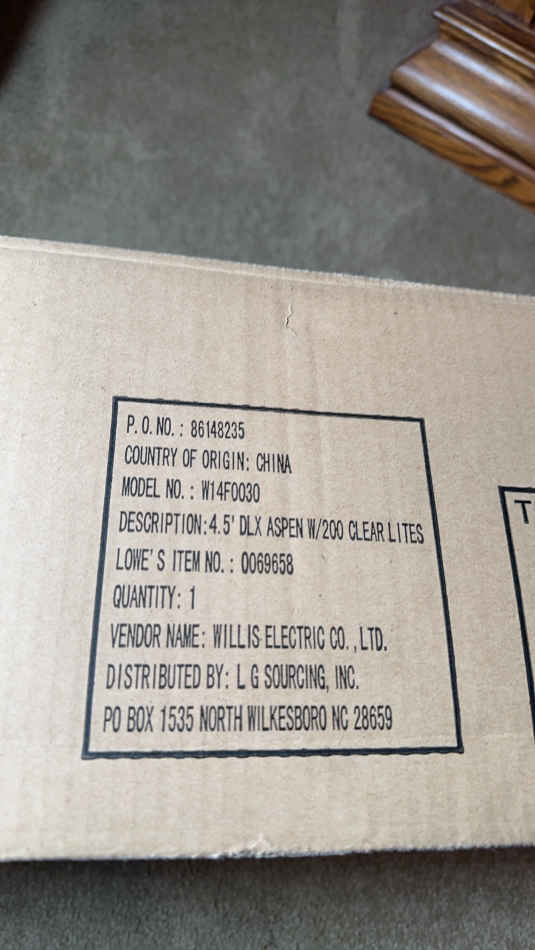 P.O.NO.: 86148235
COUNTRY OF ORIGIN: CHINA
MODEL NO.: W14F0030
DESCRIPTION:4.5' DLX ASPEN W/200 CLEAR LITES
LOWE'S ITEM NO.: 0069658
QUANTITY: 1
VENDOR NAME: WILLIS ELECTRIC CO.,LTD.
DISTRIBUTED BY: L G SOURCING, INC.
PO BOX 1535 NORTH WILKESBORO NC 28659
T